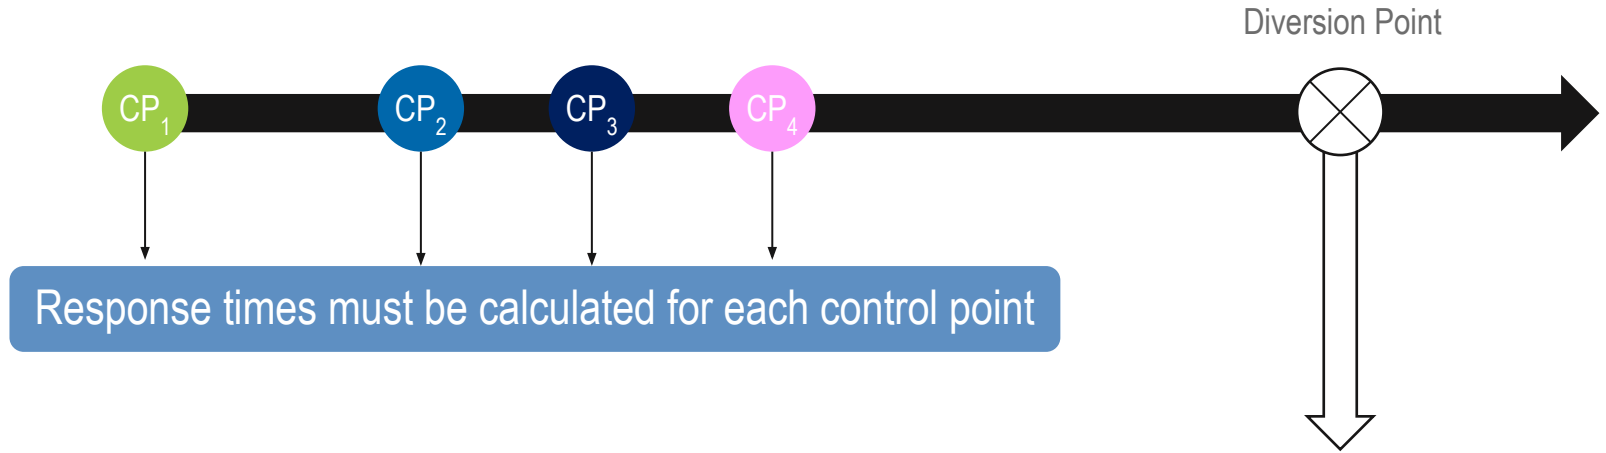 Diversion Point
CP1
CP2
CP3
CP4
Response times must be calculated for each control point